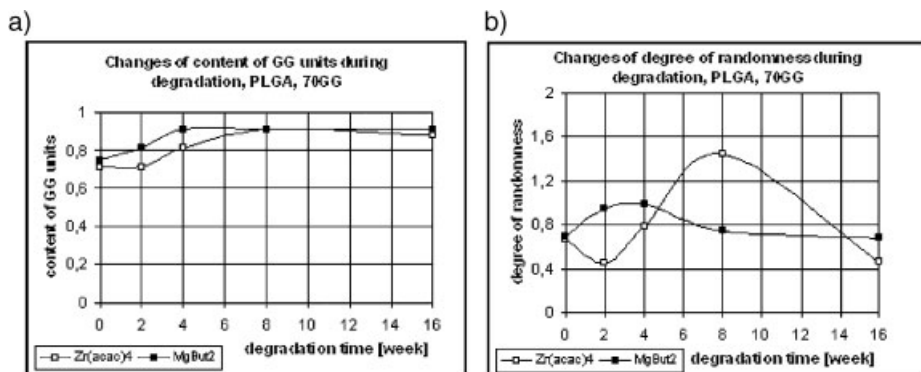 a)
Changes of content of GG units during
degradation, PLGA, 70GG
1
0,8
0,6
0,4
0,2
0
content of GG units
0 2 4 6 8 10 12 14 16
Zr(acac)4 MgBut2 degradation time [week]
b)
Changes of degree of randomness during
degradation, PLGA, 70GG
2
1,6
1,2
0,8
0,4
0
degree of randomness
0 2 4 6 8 10 12 14 16
degradation time [week]
Zr(acac)4 MgBut2